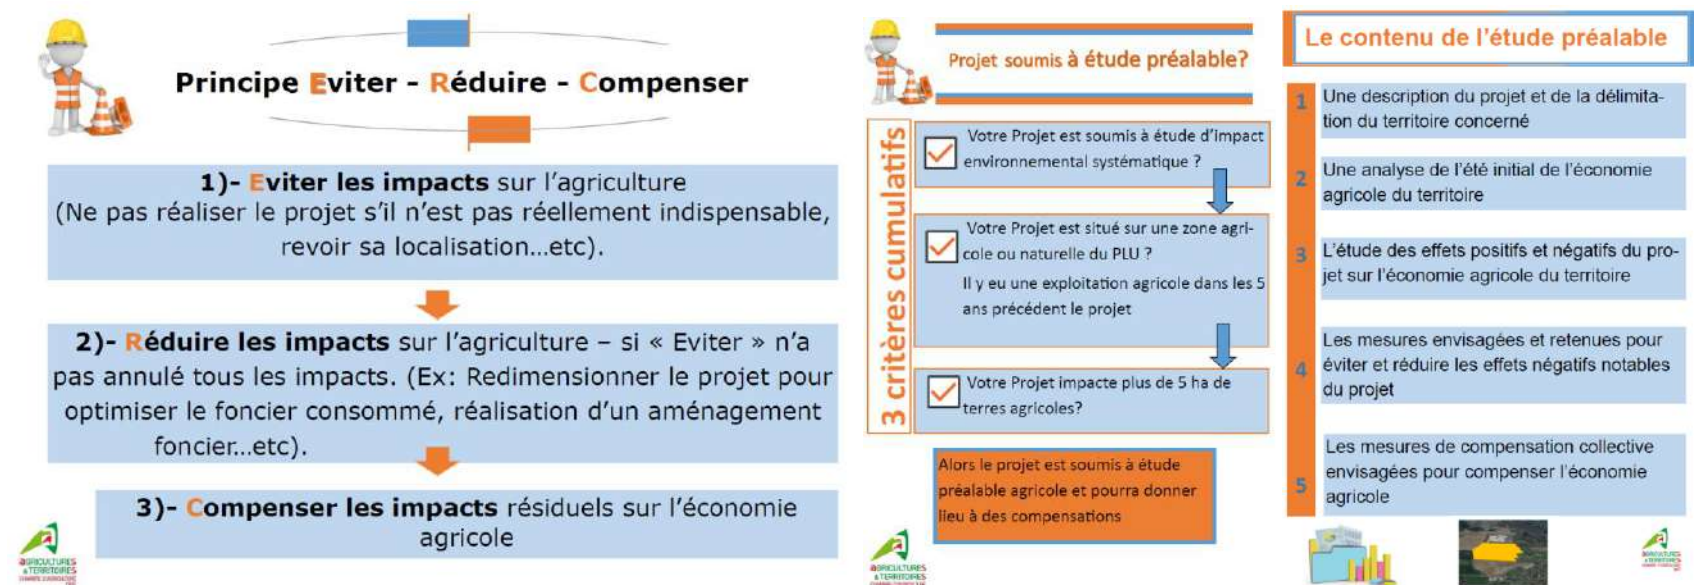 Principe Eviter - Réduire - Compenser
1)- Eviter les impacts sur l'agriculture
(Ne pas réaliser le projet s'il n'est pas réellement indispensable,
revoir sa localisation...etc).
2)- Réduire les impacts sur l'agriculture – si « Eviter » n'a
pas annulé tous les impacts. (Ex: Redimensionner le projet pour
optimiser le foncier consommé, réalisation d'un aménagement
foncier...etc).
3)- Compenser les impacts résiduels sur l'économie
agricole
AGRICULTURES
& TERRITOIRES
Projet soumis à étude préalable?
3 critères cumulatifs
Votre Projet est soumis à étude d'impact
environnemental systématique ?
Votre Projet est situé sur une zone agri-
cole ou naturelle du PLU ?
Il y eu une exploitation agricole dans les 5
ans précédent le projet
Votre Projet impacte plus de 5 ha de
terres agricoles?
Alors le projet est soumis à étude
préalable agricole et pourra donner
lieu à des compensations
AGRICULTURES
& TERRITOIRES
Le contenu de l'étude préalable
1 Une description du projet et de la délimita-
tion du territoire concerné
2 Une analyse de l'été initial de l'économie
agricole du territoire
3 L'étude des effets positifs et négatifs du pro-
jet sur l'économie agricole du territoire
4 Les mesures envisagées et retenues pour
éviter et réduire les effets négatifs notables
du projet
5 Les mesures de compensation collective
envisagées pour compenser l'économie
agricole
AGRICULTURES
& TERRITOIRES